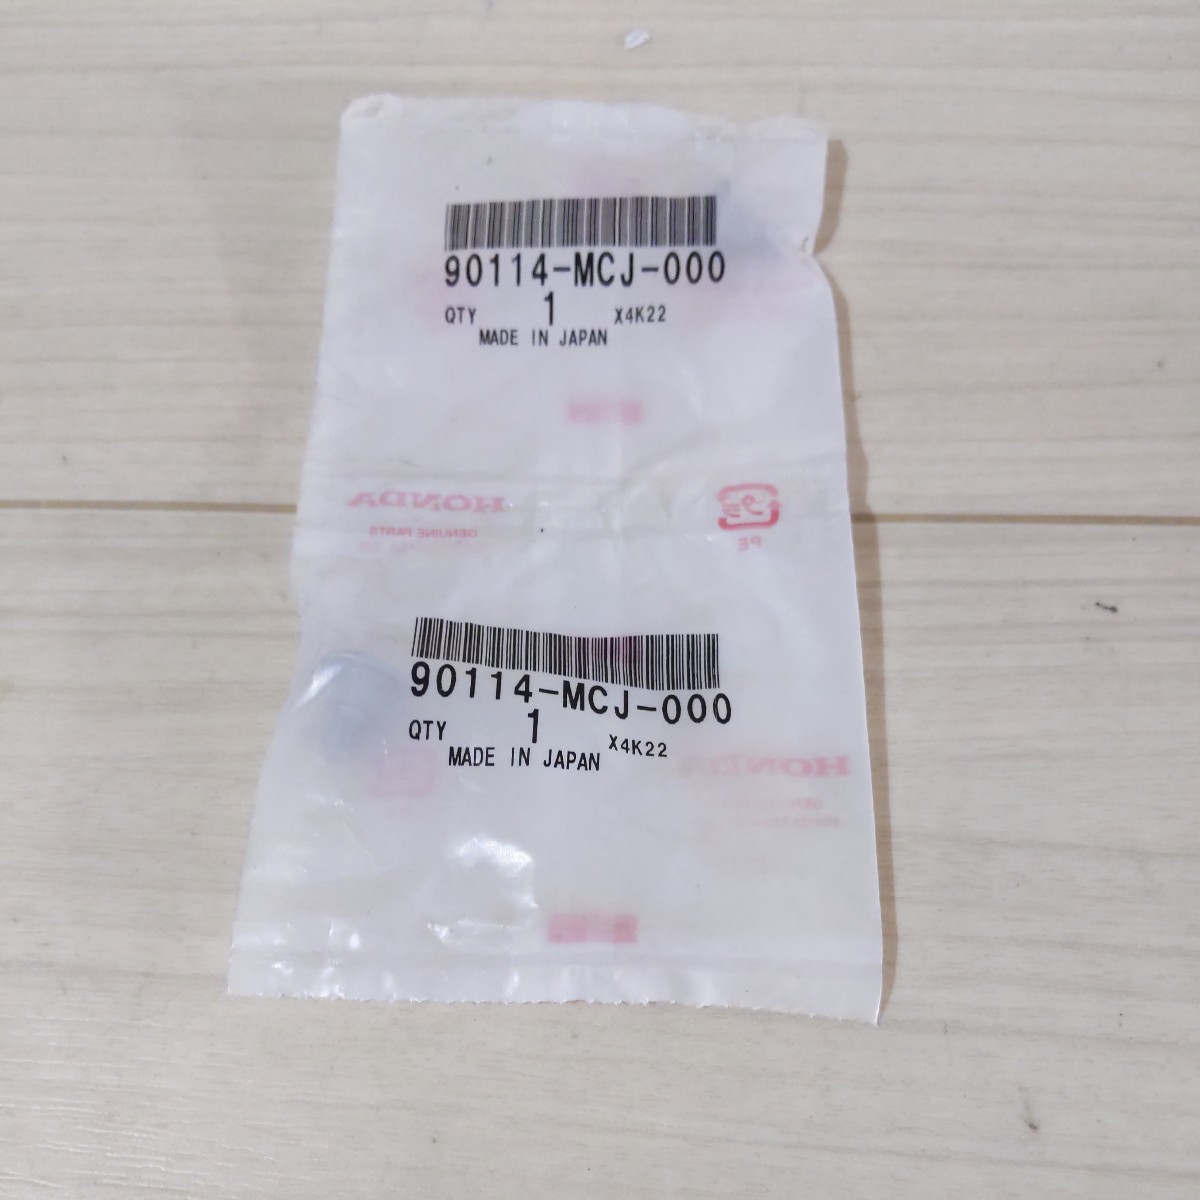 90114-MCJ-000
QTY 1 X4K22
MADE IN JAPAN
HONDA
GENUINE PARTS
PE
90114-MCJ-000
QTY 1 X4K22
MADE IN JAPAN
HONDA